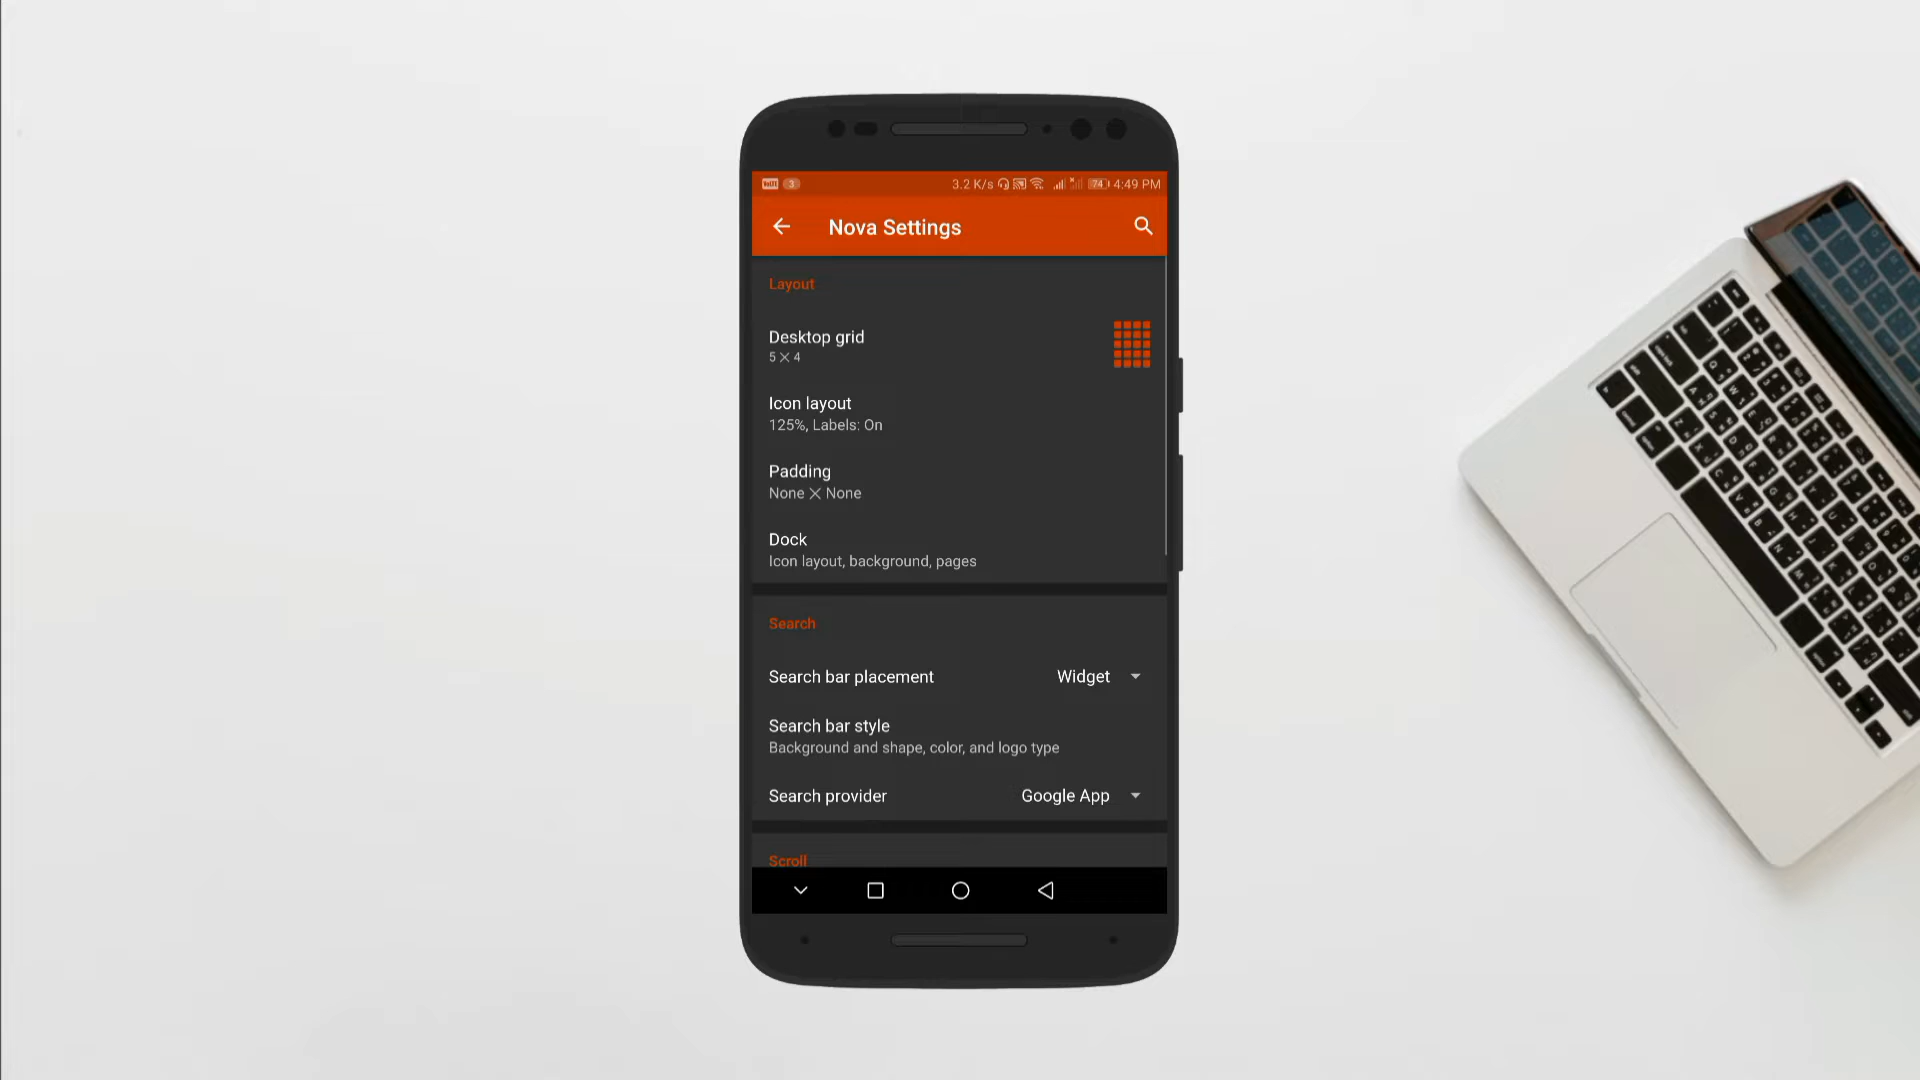 3 3.2 K/s 74 4:49 PM
Nova Settings
Layout
Desktop grid
5 X 4
Icon layout
125%, Labels: On
Padding
None X None
Dock
Icon layout, background, pages
Search
Search bar placement Widget
Search bar style
Background and shape, color, and logo type
Search provider Google App
Scroll